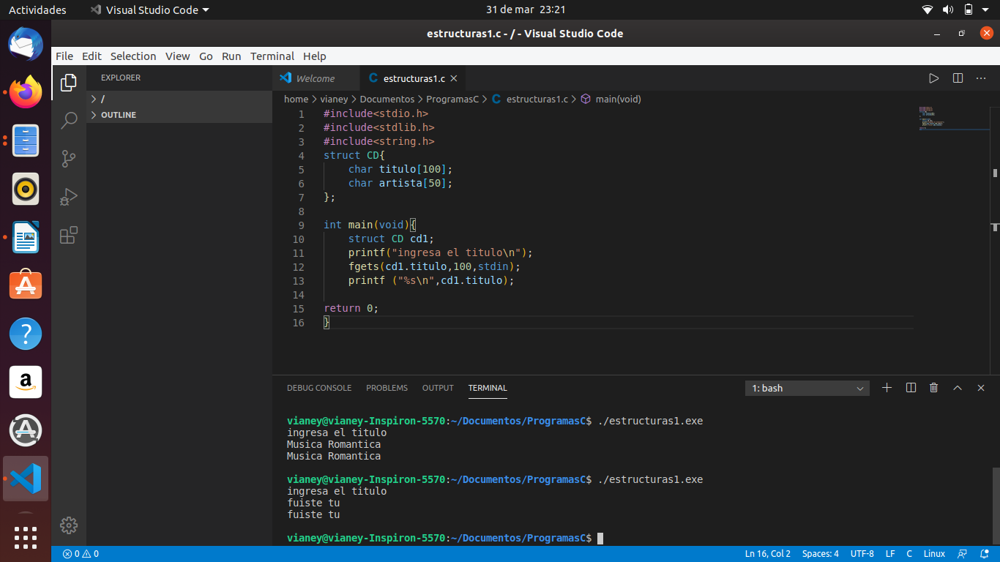 Actividades Visual Studio Code 31 de mar 23:21
estructuras1.c - / - Visual Studio Code
File Edit Selection View Go Run Terminal Help
EXPLORER
/
OUTLINE
Welcome estructuras1.c
home > vianey > Documentos > ProgramasC > C estructuras1.c > main(void)
1 #include<stdio.h>
2 #include<stdlib.h>
3 #include<string.h>
4 struct CD{
5     char titulo[100];
6     char artista[50];
7 };
8
9 int main(void){
10     struct CD cd1;
11     printf("ingresa el titulo\n");
12     fgets(cd1.titulo,100,stdin);
13     printf ("%s\n",cd1.titulo);
14
15 return 0;
16 }
DEBUG CONSOLE PROBLEMS OUTPUT TERMINAL 1: bash
vianey@vianey-Inspiron-5570:~/Documentos/ProgramasC$ ./estructuras1.exe
ingresa el titulo
Musica Romantica
Musica Romantica
vianey@vianey-Inspiron-5570:~/Documentos/ProgramasC$ ./estructuras1.exe
ingresa el titulo
fuiste tu
fuiste tu
vianey@vianey-Inspiron-5570:~/Documentos/ProgramasC$
0 0 Ln 16, Col 2 Spaces: 4 UTF-8 LF C Linux